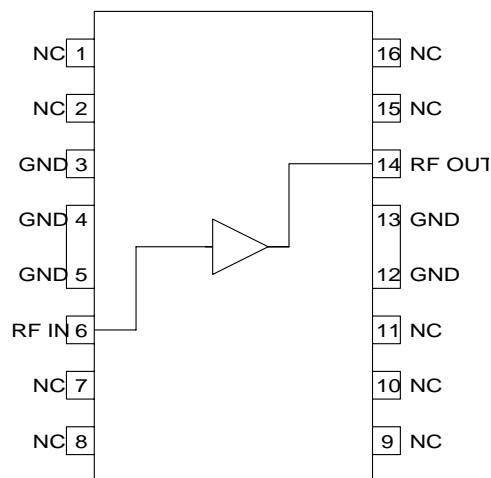 NC 1 16 NC
NC 2 15 NC
GND 3 14 RF OUT
GND 4 13 GND
GND 5 12 GND
RF IN 6 11 NC
NC 7 10 NC
NC 8 9 NC